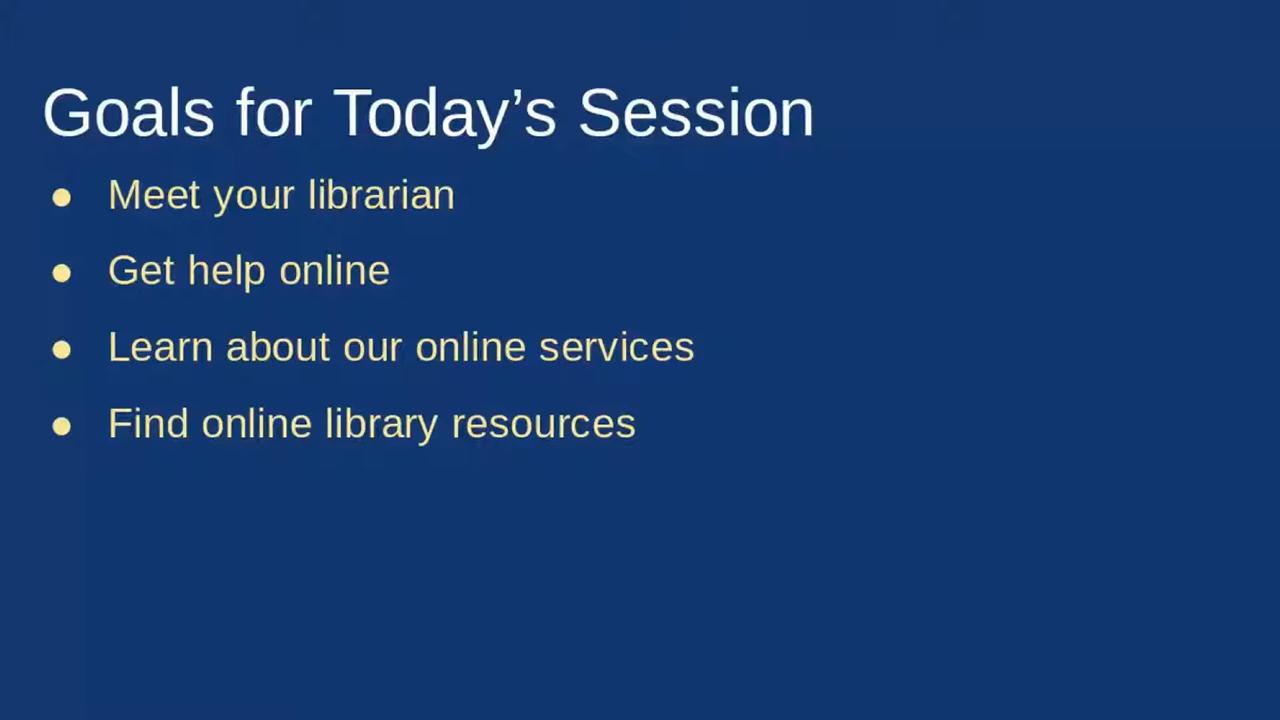 Goals for Today’s Session
● Meet your librarian
● Get help online
● Learn about our online services
● Find online library resources